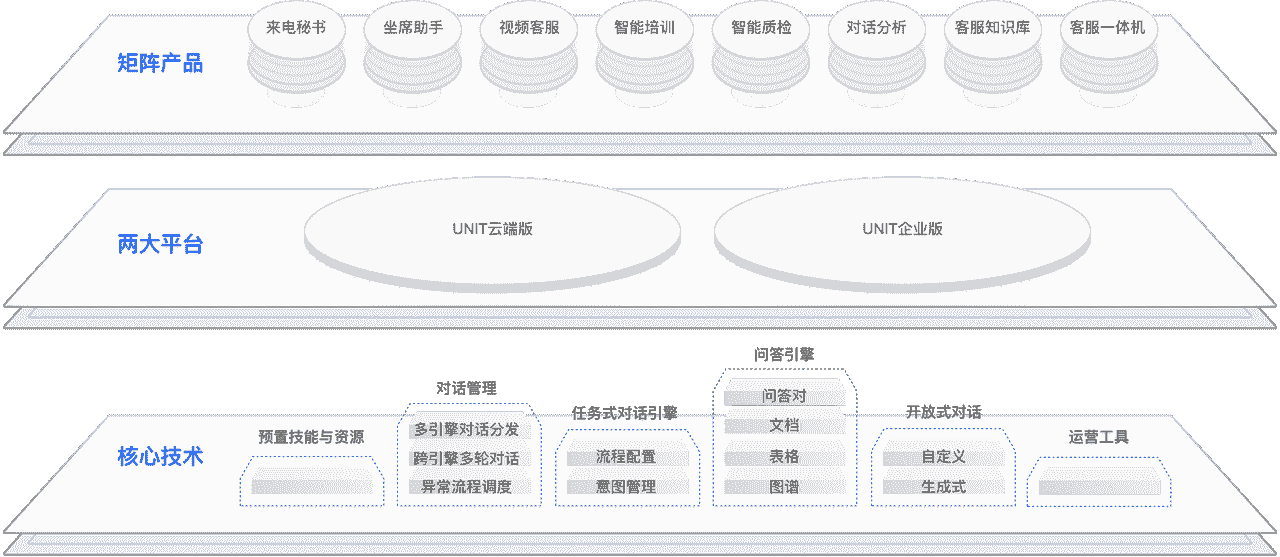 来电秘书 坐席助手 视频客服 智能培训 智能质检 对话分析 客服知识库 客服一体机
矩阵产品
UNIT云端版 UNIT企业版
两大平台
核心技术
预置技能与资源
对话管理
多引擎对话分发
跨引擎多轮对话
异常流程调度
任务式对话引擎
流程配置
意图管理
问答引擎
问答对
文档
表格
图谱
开放式对话
自定义
生成式
运营工具